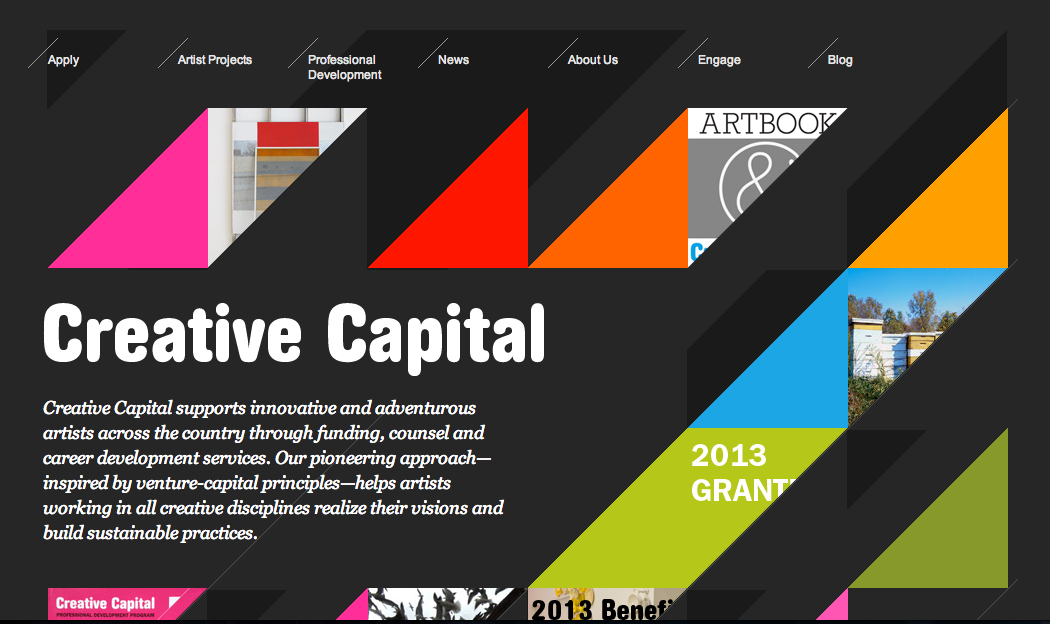 Apply
Artist Projects
Professional
Development
News
About Us
Engage
Blog
ARTBOOK
Creative Capital
Creative Capital supports innovative and adventurous
artists across the country through funding, counsel and
career development services. Our pioneering approach—
inspired by venture-capital principles—helps artists
working in all creative disciplines realize their visions and
build sustainable practices.
2013
GRANT
Creative Capital
PROFESSIONAL DEVELOPMENT PROGRAM
2013 Benefi